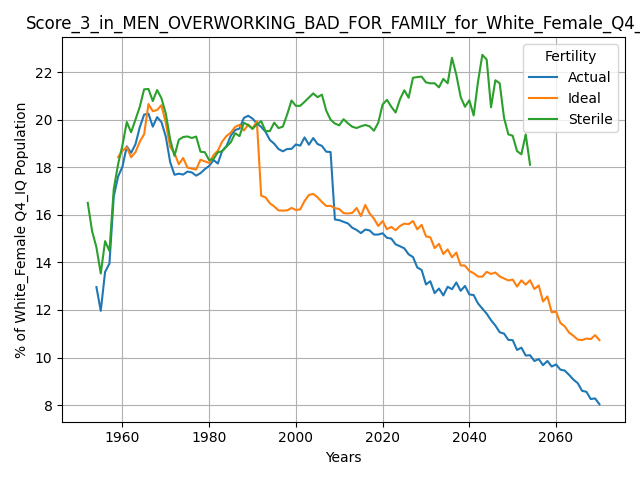 Score_3_in_MEN_OVERWORKING_BAD_FOR_FAMILY_for_White_Female_Q4_
Fertility
Actual
Ideal
Sterile
% of White_Female Q4_IQ Population
22
20
18
16
14
12
10
8
1960 1980 2000 2020 2040 2060
Years